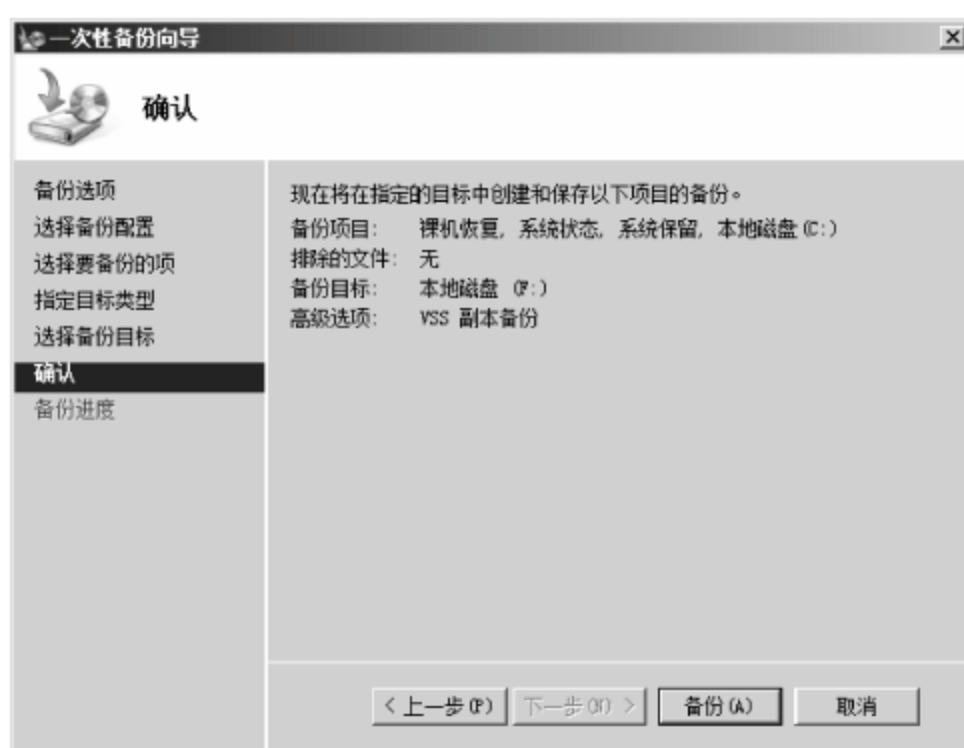 一次性备份向导
确认
备份选项
选择备份配置
选择要备份的项
指定目标类型
选择备份目标
确认
备份进度
现在将在指定的目标中创建和保存以下项目的备份。
备份项目： 裸机恢复, 系统状态, 系统保留, 本地磁盘 (C:)
排除的文件： 无
备份目标： 本地磁盘 (F:)
高级选项： VSS 副本备份
< 上一步(P) 下一步(N) > 备份(A) 取消